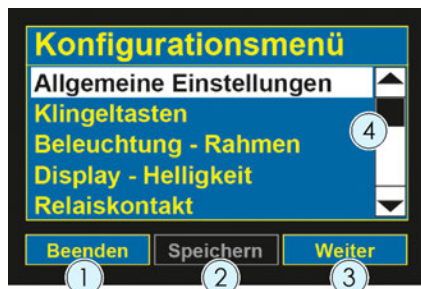 Konfigurationsmenü
Allgemeine Einstellungen
Klingeltasten
Beleuchtung - Rahmen
Display - Helligkeit
Relaiskontakt
4
Beenden Speichern Weiter
1 2 3